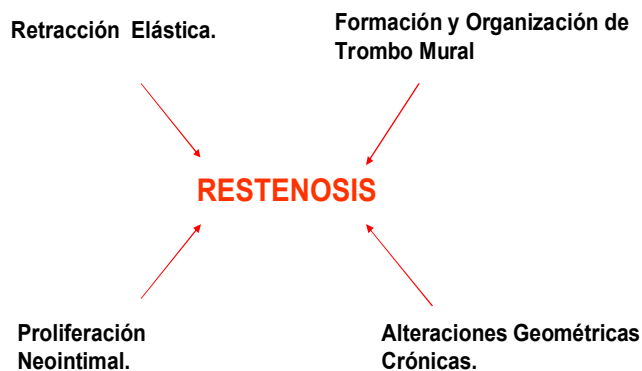 Retracción Elástica.
Formación y Organización de
Trombo Mural
RESTENOSIS
Proliferación
Neointimal.
Alteraciones Geométricas
Crónicas.